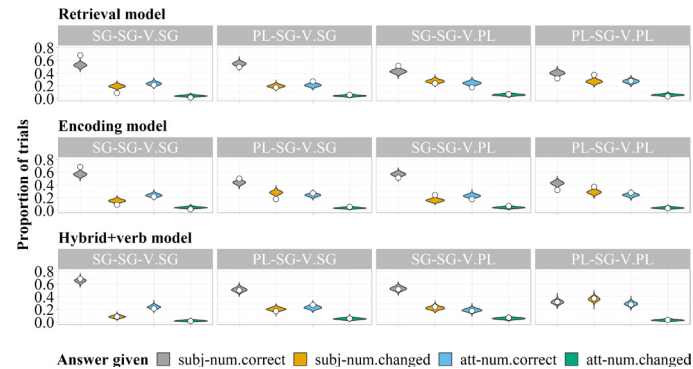 Retrieval model
SG-SG-V.SG PL-SG-V.SG SG-SG-V.PL PL-SG-V.PL
0.8
0.6
0.4
0.2
0.0
Encoding model
SG-SG-V.SG PL-SG-V.SG SG-SG-V.PL PL-SG-V.PL
0.8
0.6
0.4
0.2
0.0
Proportion of trials
Hybrid+verb model
SG-SG-V.SG PL-SG-V.SG SG-SG-V.PL PL-SG-V.PL
0.8
0.6
0.4
0.2
0.0
Answer given subj-num.correct subj-num.changed att-num.correct att-num.changed